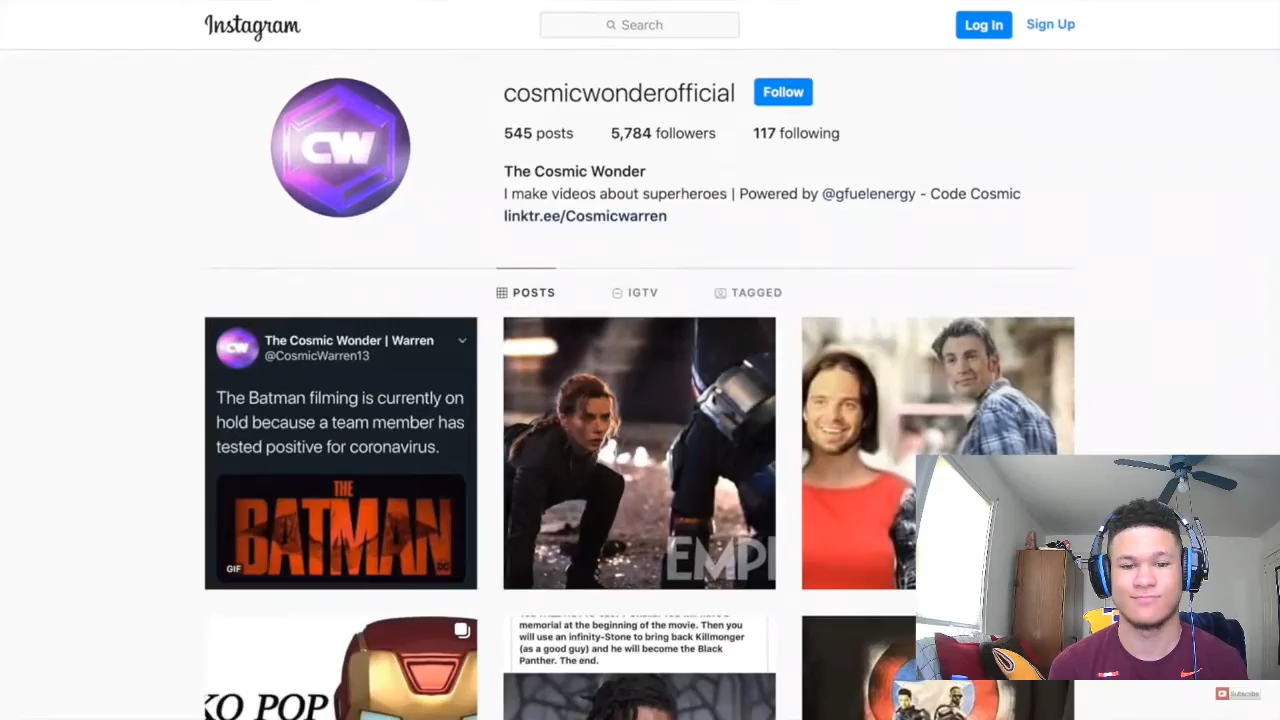 Instagram
Search
Log In
Sign Up
CW
cosmicwonderofficial
Follow
545 posts
5,784 followers
117 following
The Cosmic Wonder
I make videos about superheroes | Powered by @gfuelenergy - Code Cosmic
linktr.ee/Cosmicwarren
POSTS
IGTV
TAGGED
CW
The Cosmic Wonder | Warren
@CosmicWarren13
The Batman filming is currently on
hold because a team member has
tested positive for coronavirus.
THE
BATMAN
GIF
DC
EMPI
memorial at the beginning of the movie. Then you
will use an infinity-Stone to bring back Killmonger
(as a good guy) and he will become the Black
Panther. The end.
KO POP
Subscribe